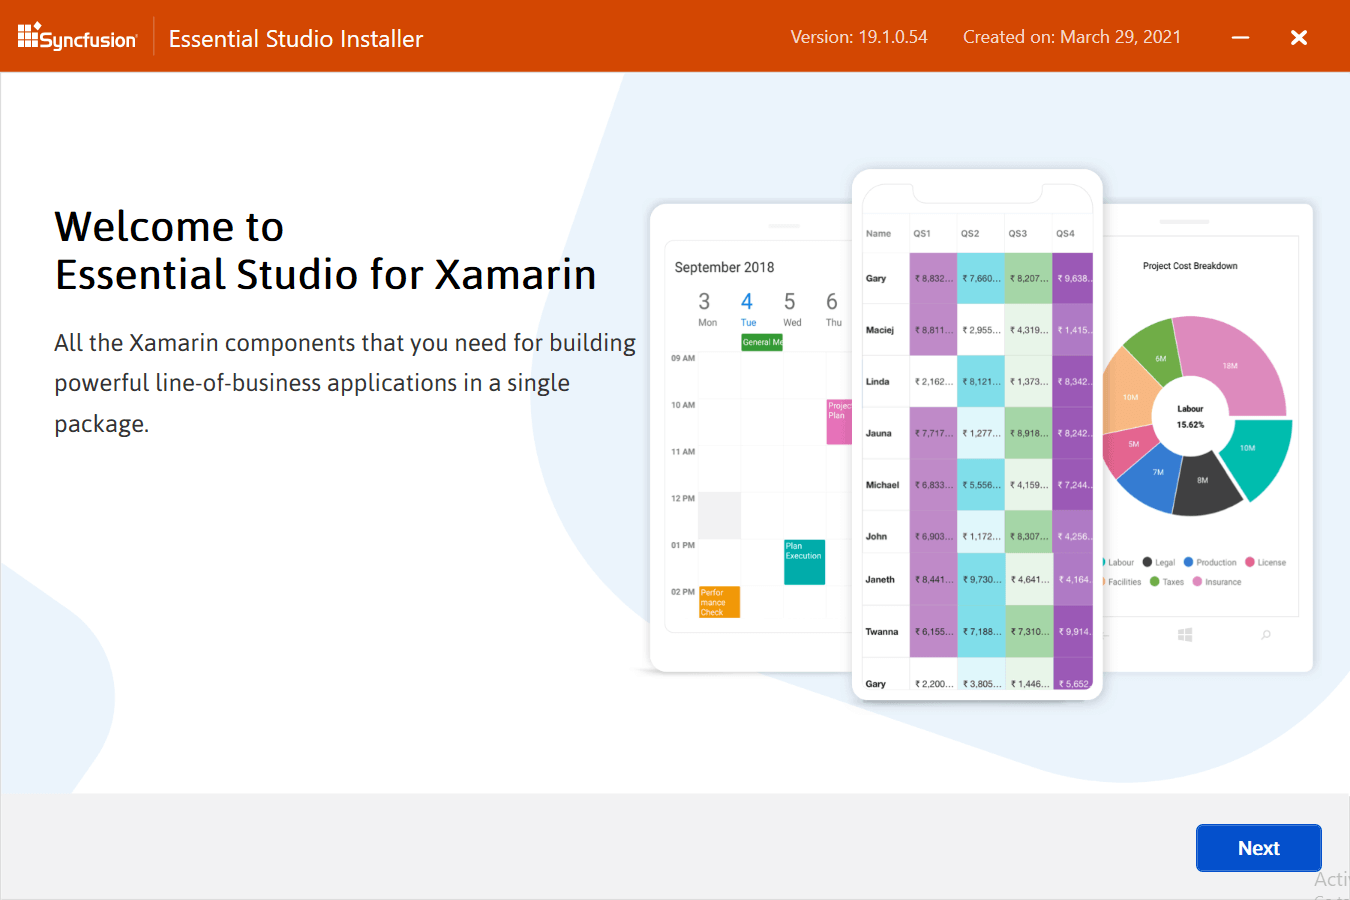 Syncfusion
Essential Studio Installer
Version: 19.1.0.54
Created on: March 29, 2021
Welcome to
Essential Studio for Xamarin
All the Xamarin components that you need for building
powerful line-of-business applications in a single
package.
September 2018
3 4 5 6
Mon Tue Wed Thu
General Me
09 AM
10 AM
Projec
Plan
11 AM
12 PM
01 PM
Plan
Execution
02 PM
Perfor
mance
Check
Name QS1 QS2 QS3 QS4
Gary ₹ 8,832... ₹ 7,660... ₹ 8,207... ₹ 9,638..
Maciej ₹ 8,811... ₹ 2,955... ₹ 4,319... ₹ 1,415..
Linda ₹ 2,162... ₹ 8,121... ₹ 1,373... ₹ 8,342..
Jauna ₹ 7,717... ₹ 1,277... ₹ 8,918... ₹ 8,242..
Michael ₹ 6,833... ₹ 5,556... ₹ 4,159... ₹ 7,244..
John ₹ 6,903... ₹ 1,172... ₹ 8,307... ₹ 4,256..
Janeth ₹ 8,441... ₹ 9,730... ₹ 4,641... ₹ 4,164.
Twanna ₹ 6,155... ₹ 7,188... ₹ 7,310... ₹ 9,914.
Gary ₹ 2,200... ₹ 3,805... ₹ 1,446... ₹ 5,652
Project Cost Breakdown
6M
18M
10M
Labour
15.62%
5M
10M
7M
8M
Labour Legal Production License
Facilities Taxes Insurance
Next
Acti